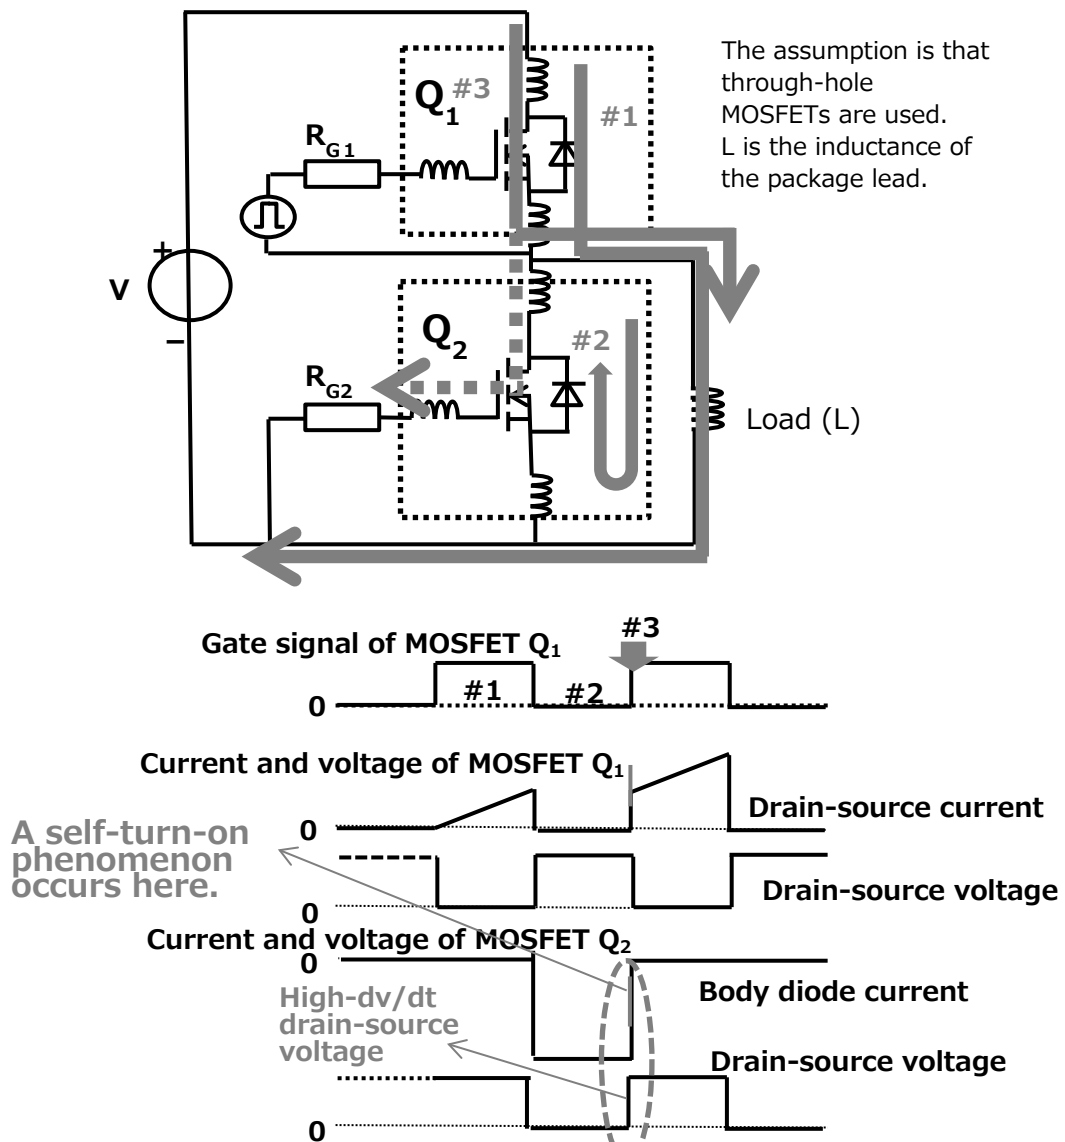 The assumption is that
through-hole
MOSFETs are used.
L is the inductance of
the package lead.
Q1
#3
#1
RG1
+
V
−
Q2
#2
RG2
Load (L)
#3
Gate signal of MOSFET Q1
#1
#2
0
Current and voltage of MOSFET Q1
Drain-source current
0
A self-turn-on
phenomenon
occurs here.
Drain-source voltage
0
Current and voltage of MOSFET Q2
0
Body diode current
High-dv/dt
drain-source
voltage
Drain-source voltage
0